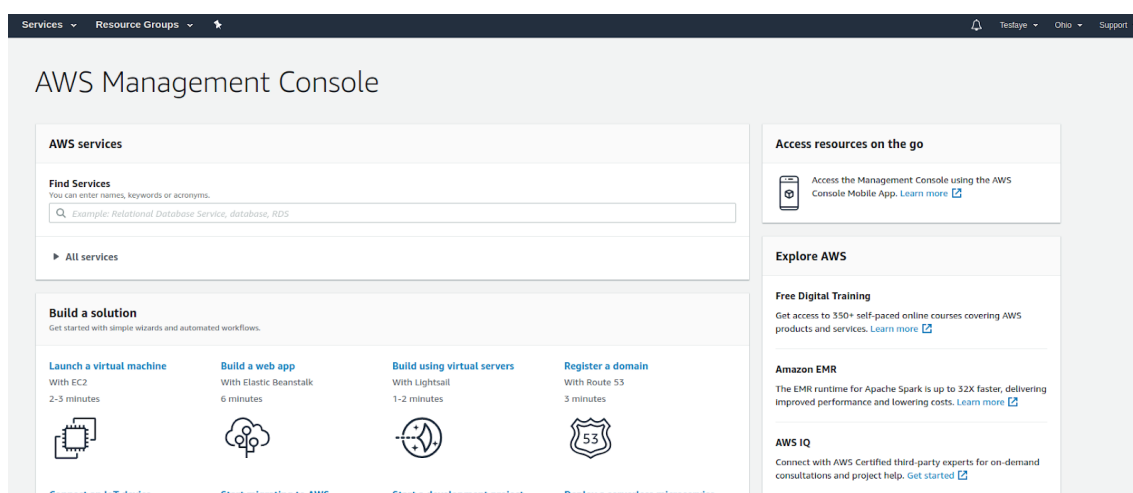 Services Resource Groups Tesfaye Ohio Support
AWS Management Console
AWS services
Find Services
You can enter names, keywords or acronyms.
Example: Relational Database Service, database, RDS
All services
Build a solution
Get started with simple wizards and automated workflows.
Launch a virtual machine
With EC2
2-3 minutes
Build a web app
With Elastic Beanstalk
6 minutes
Build using virtual servers
With Lightsail
1-2 minutes
Register a domain
With Route 53
3 minutes
53
Access resources on the go
Access the Management Console using the AWS
Console Mobile App. Learn more
Explore AWS
Free Digital Training
Get access to 350+ self-paced online courses covering AWS
products and services. Learn more
Amazon EMR
The EMR runtime for Apache Spark is up to 32X faster, delivering
improved performance and lowering costs. Learn more
AWS IQ
Connect with AWS Certified third-party experts for on-demand
consultations and project help. Get started